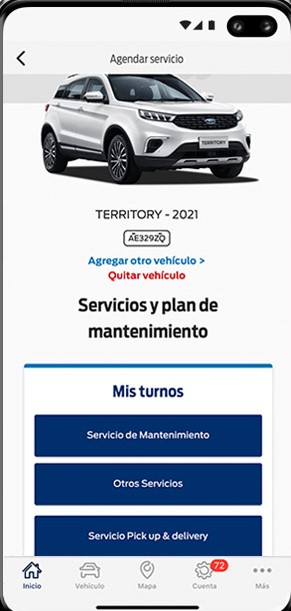 Agendar servicio
TERRITORY
TERRITORY - 2021
AE329ZQ
Agregar otro vehículo >
Quitar vehículo
Servicios y plan de
mantenimiento
Mis turnos
Servicio de Mantenimiento
Otros Servicios
Servicio Pick up & delivery
72
Inicio
Vehículo
Mapa
Cuenta
Más